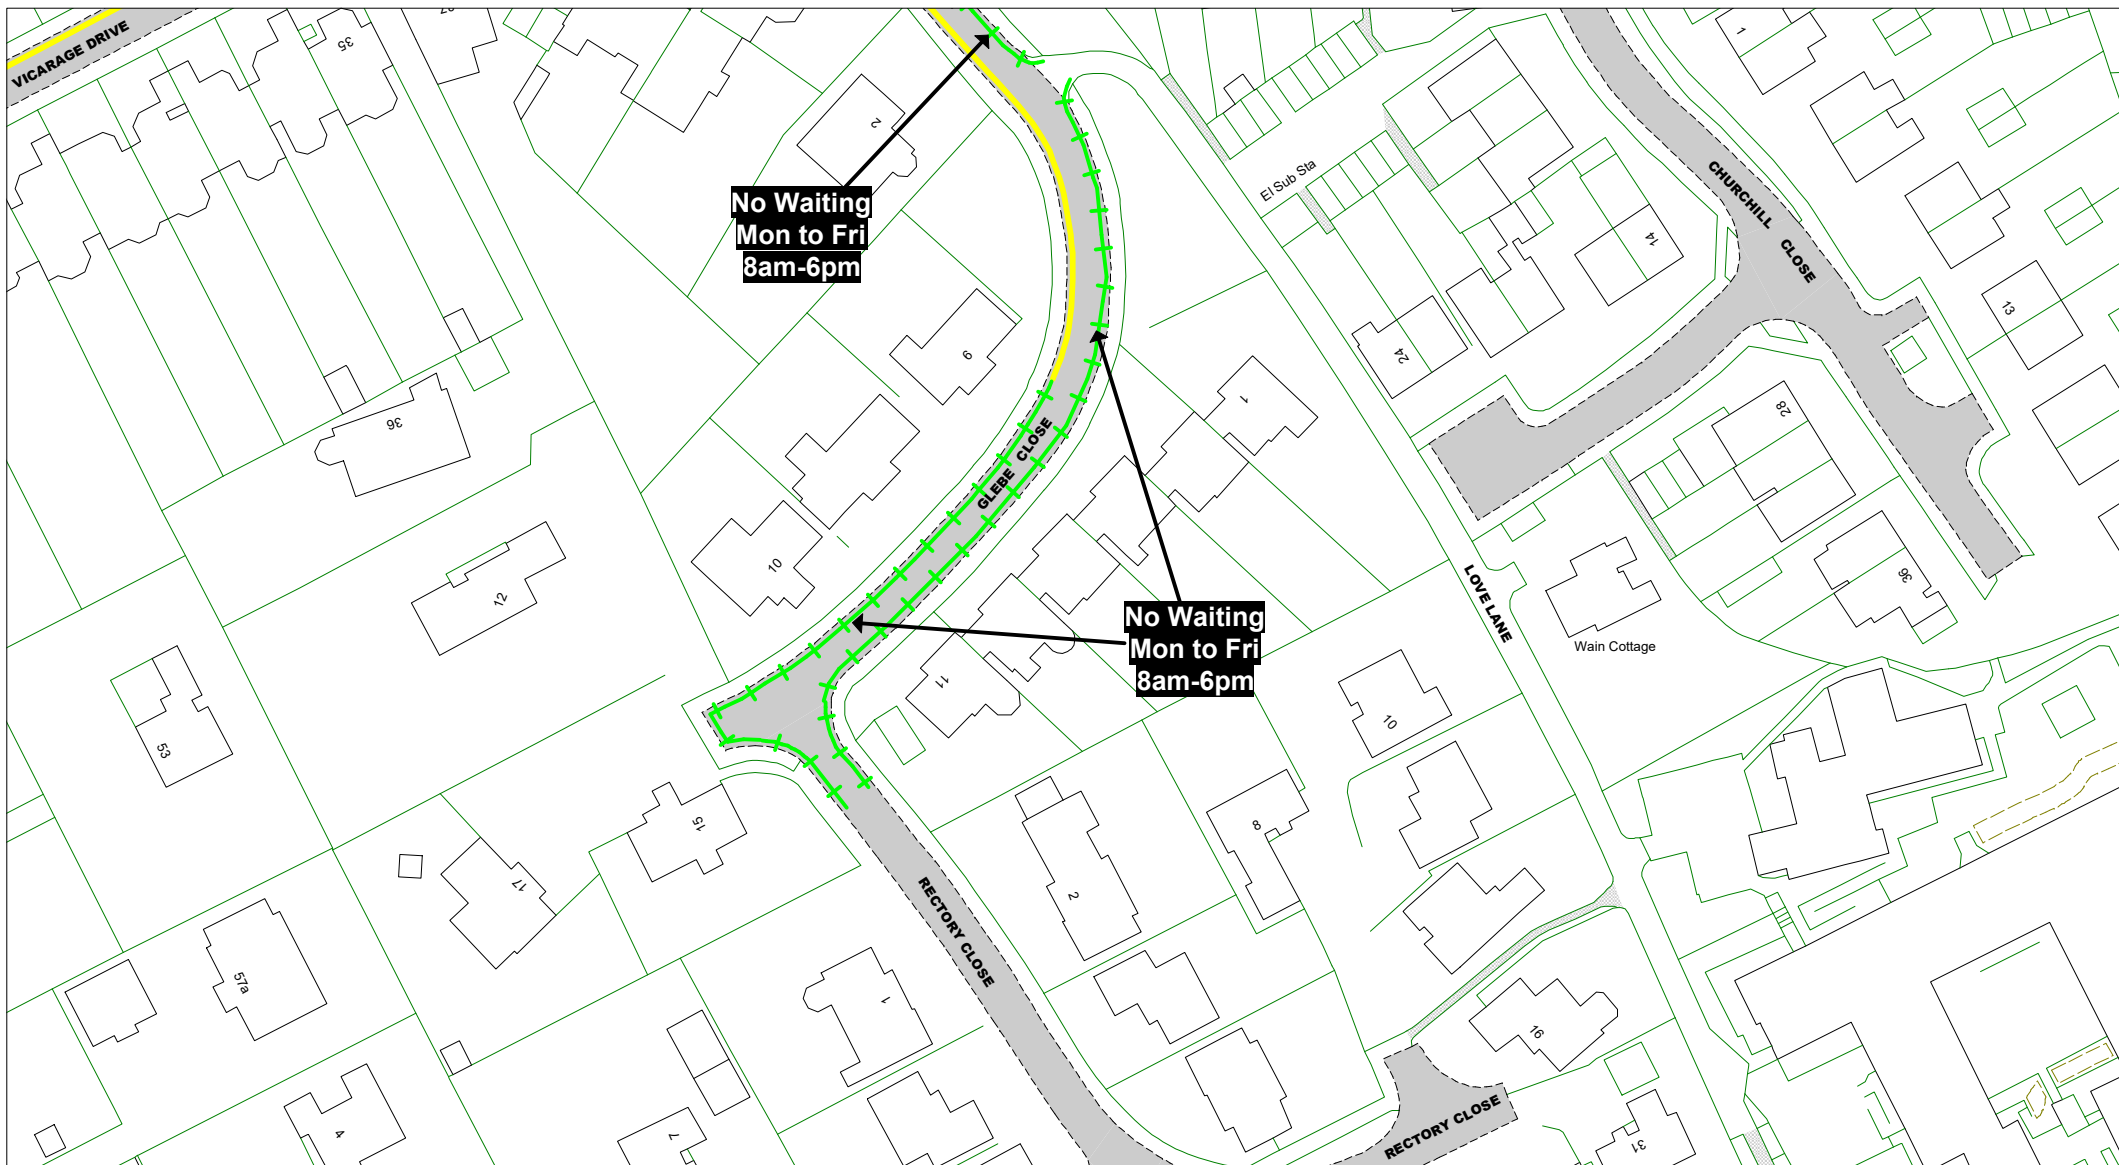 VICARAGE DRIVE
35
2
1
El Sub Sta
CHURCHILL CLOSE
14
13
No Waiting
Mon to Fri
8am-6pm
24
6
1
28
36
GLEBE CLOSE
10
12
LOVE LANE
36
Wain Cottage
No Waiting
Mon to Fri
8am-6pm
11
10
53
15
8
17
2
RECTORY CLOSE
57a
1
16
4
7
RECTORY CLOSE
31